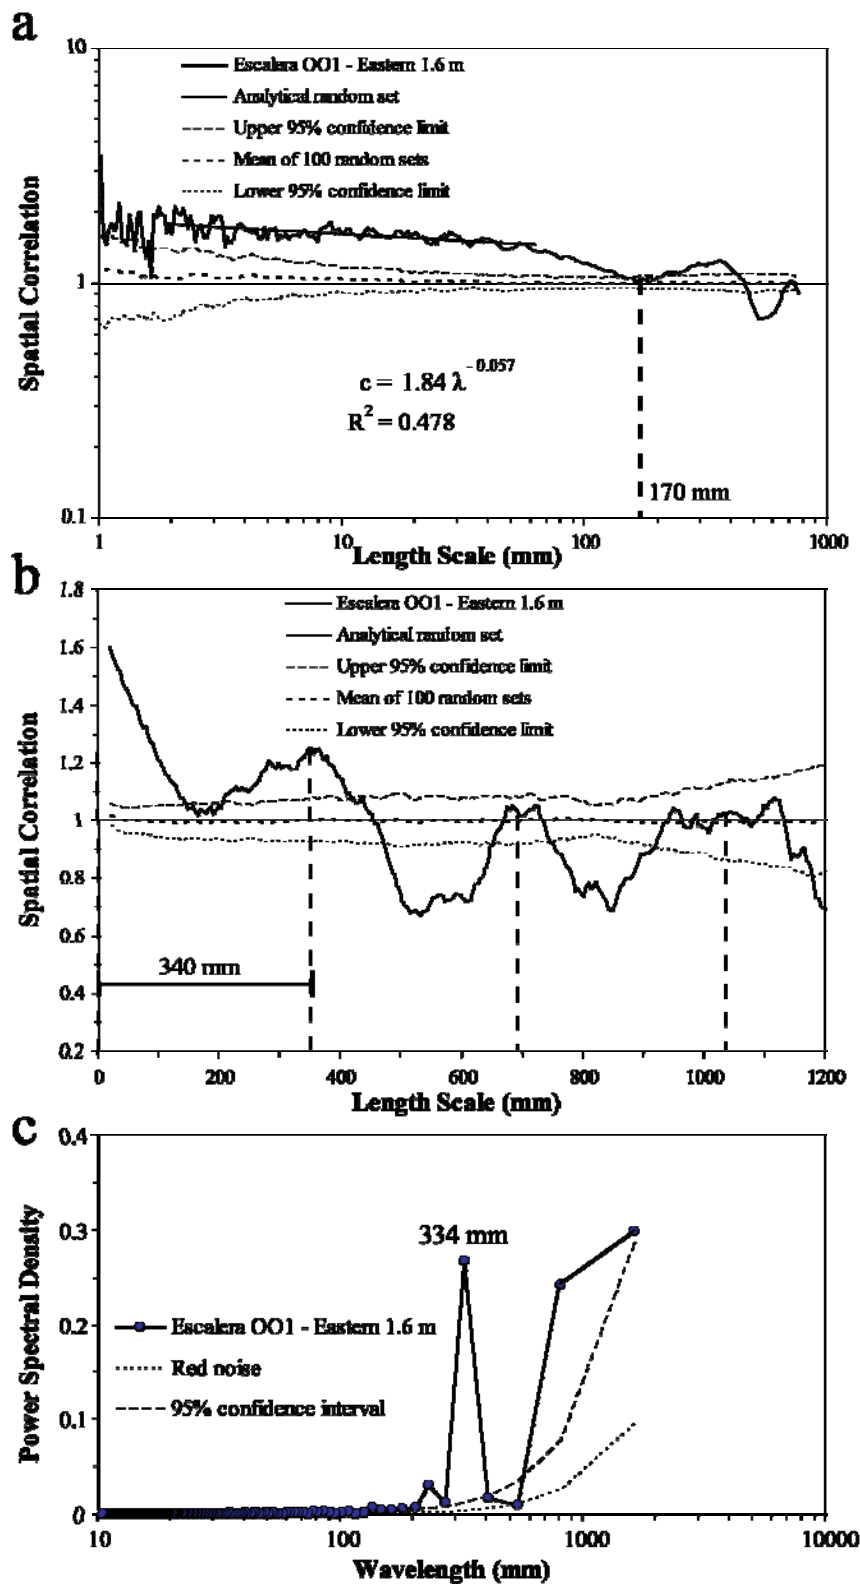 a
10
Escalera OO1 - Eastern 1.6 m
Analytical random set
Upper 95% confidence limit
Mean of 100 random sets
Lower 95% confidence limit
Spatial Correlation
1
c = 1.84 λ^-0.057
R^2 = 0.478
170 mm
0.1
1 10 100 1000
Length Scale (mm)
b
1.8
Escalera OO1 - Eastern 1.6 m
Analytical random set
Upper 95% confidence limit
Mean of 100 random sets
Lower 95% confidence limit
1.6
1.4
1.2
1
0.8
0.6
0.4
0.2
Spatial Correlation
340 mm
0 200 400 600 800 1000 1200
Length Scale (mm)
c
0.4
0.3
0.2
0.1
0
Power Spectral Density
334 mm
Escalera OO1 - Eastern 1.6 m
Red noise
95% confidence interval
10 100 1000 10000
Wavelength (mm)